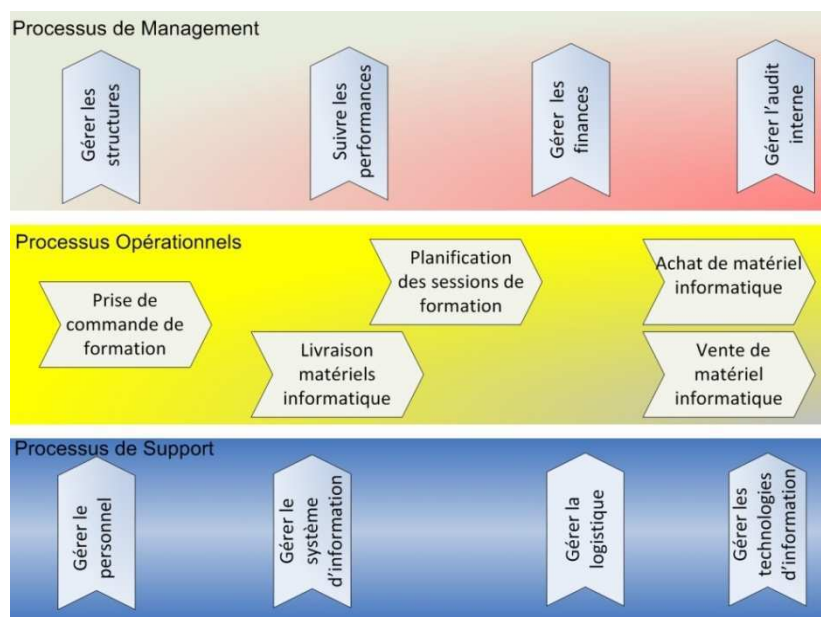 Processus de Management
Gérer les
structures
Suivre les
performances
Gérer les
finances
Gérer l'audit
interne
Processus Opérationnels
Prise de
commande de
formation
Livraison
matériels
informatique
Planification
des sessions de
formation
Achat de matériel
informatique
Vente de
matériel
informatique
Processus de Support
Gérer le
personnel
Gérer le
système
d'information
Gérer la
logistique
Gérer les
technologies
d'information